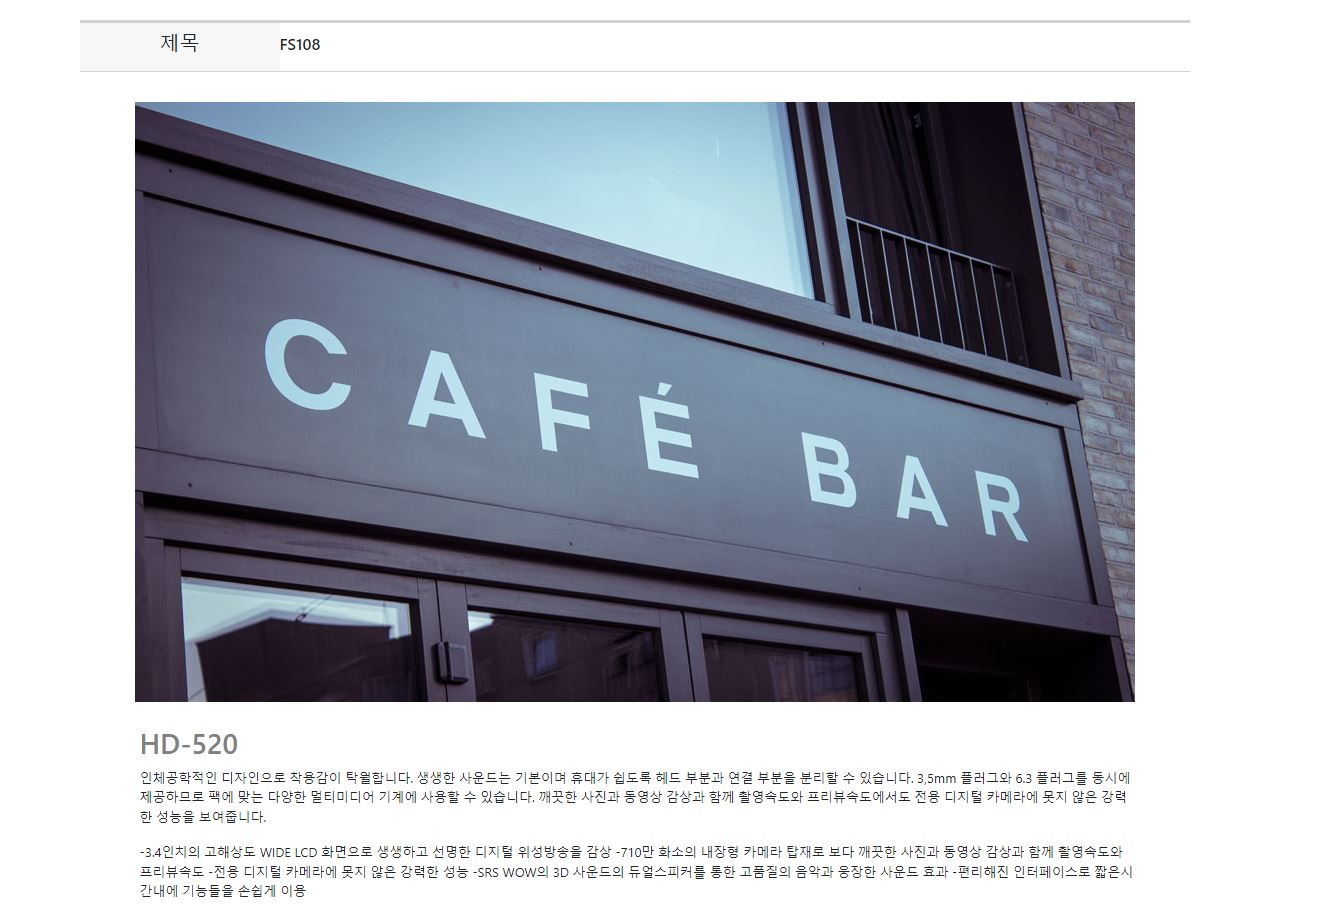 제목 FS108
CAFÉ BAR
HD-520
인체공학적인 디자인으로 착용감이 탁월합니다. 생생한 사운드는 기본이며 휴대가 쉽도록 헤드 부분과 연결 부분을 분리할 수 있습니다. 3,5mm 플러그와 6.3 플러그를 동시에
제공하므로 팩에 맞는 다양한 멀티미디어 기계에 사용할 수 있습니다. 깨끗한 사진과 동영상 감상과 함께 촬영속도와 프리뷰속도에서도 전용 디지털 카메라에 못지 않은 강력
한 성능을 보여줍니다.
-3.4인치의 고해상도 WIDE LCD 화면으로 생생하고 선명한 디지털 위성방송을 감상 -710만 화소의 내장형 카메라 탑재로 보다 깨끗한 사진과 동영상 감상과 함께 촬영속도와
프리뷰속도 -전용 디지털 카메라에 못지 않은 강력한 성능 -SRS WOW의 3D 사운드의 듀얼스피커를 통한 고품질의 음악과 웅장한 사운드 효과 -편리해진 인터페이스로 짧은시
간내에 기능들을 손쉽게 이용